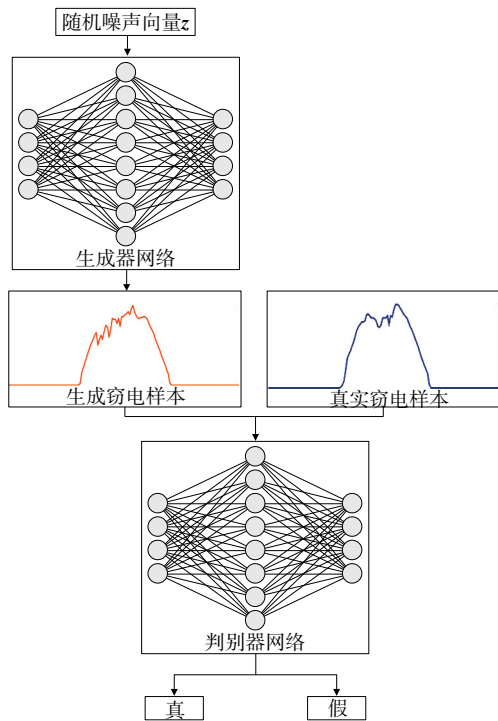 随机噪声向量z
生成器网络
生成窃电样本
真实窃电样本
判别器网络
真
假